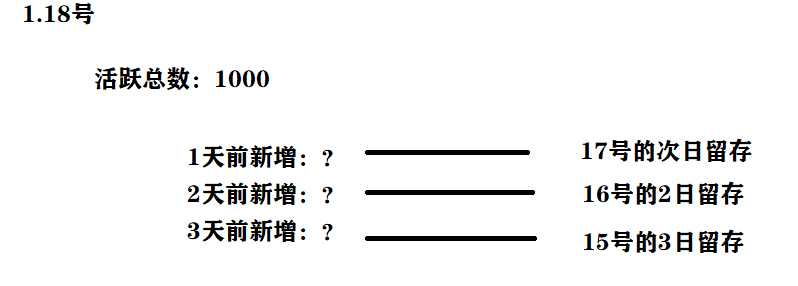 1.18号
活跃总数：1000
1天前新增：? 17号的次日留存
2天前新增：? 16号的2日留存
3天前新增：? 15号的3日留存